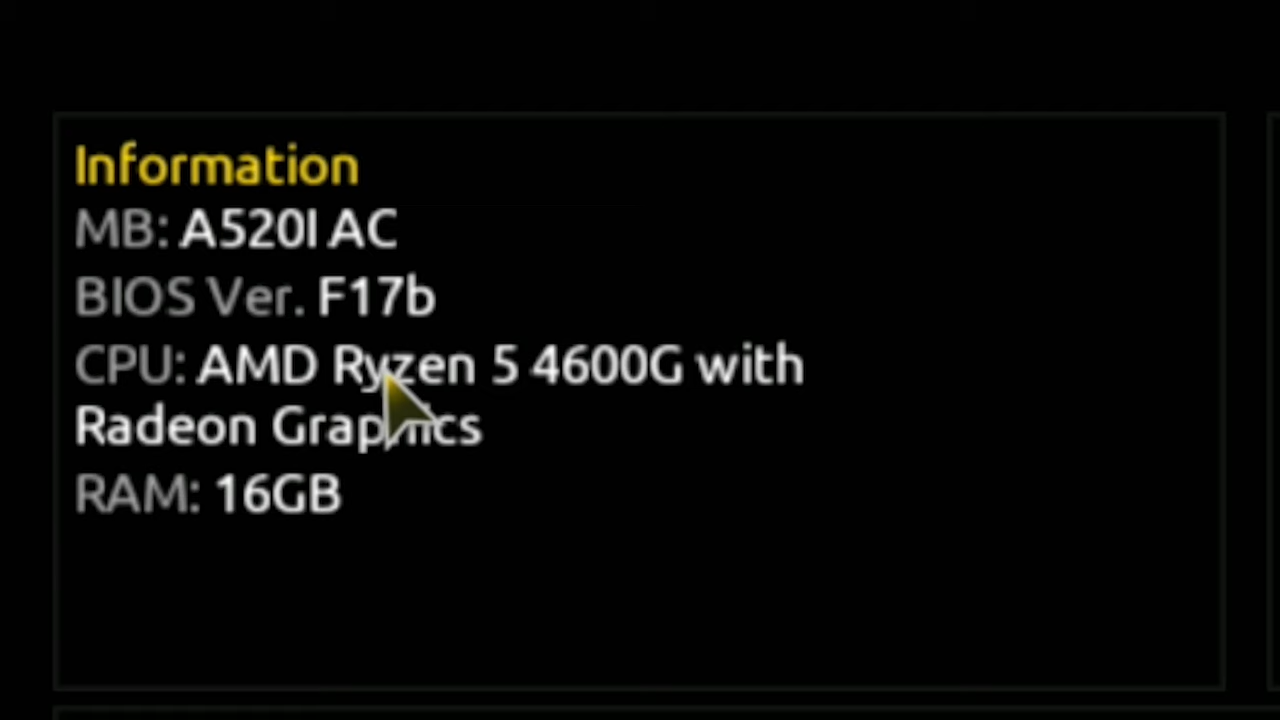 Information
MB: A520I AC
BIOS Ver. F17b
CPU: AMD Ryzen 5 4600G with
Radeon Graphics
RAM: 16GB